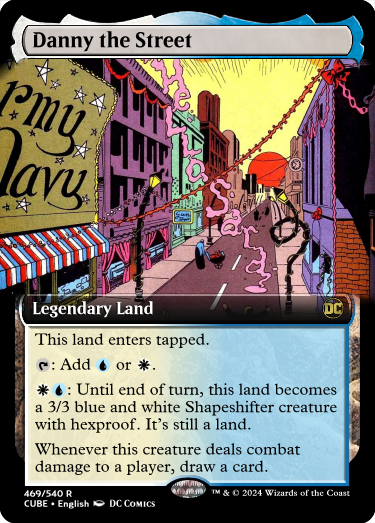 Danny the Street
rmy
Navy
Legendary Land
DC
This land enters tapped.
: Add or .
: Until end of turn, this land becomes
a 3/3 blue and white Shapeshifter creature
with hexproof. It's still a land.
Whenever this creature deals combat
damage to a player, draw a card.
469/540 R
CUBE • English DC COMICS
™ & © 2024 Wizards of the Coast